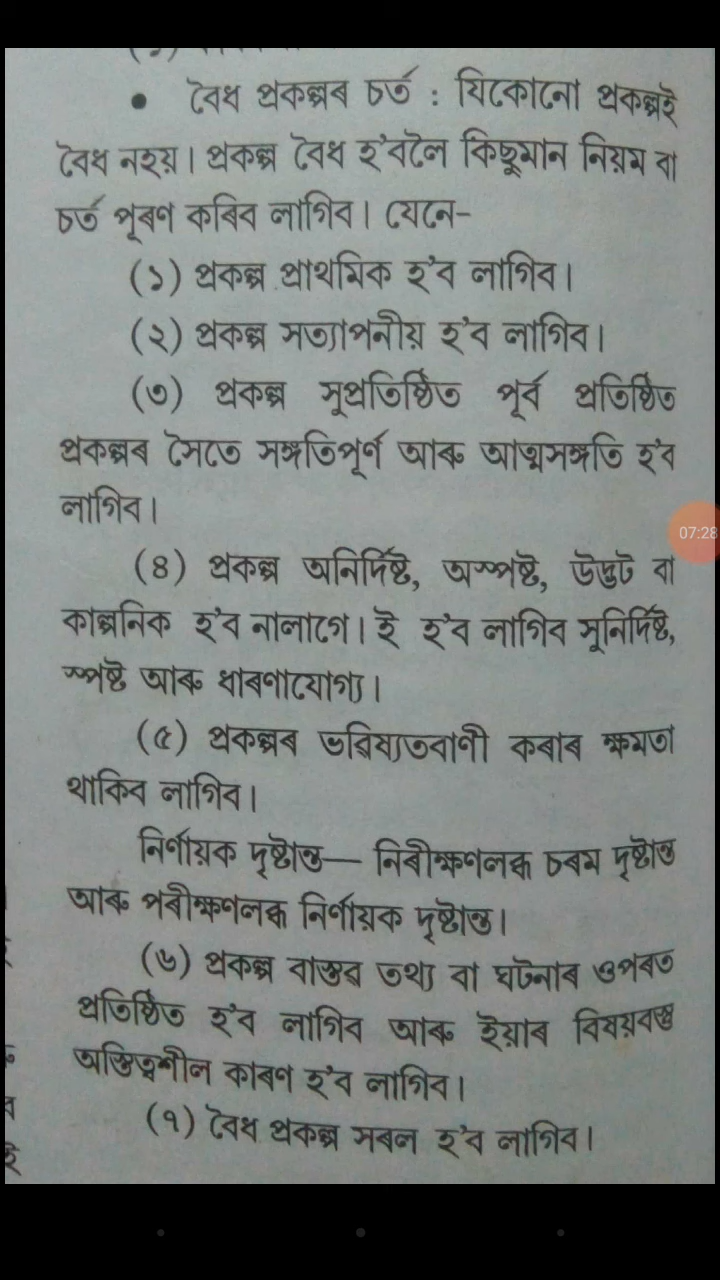 • বৈধ প্ৰকল্পৰ চৰ্ত : যিকোনো প্ৰকল্পই
বৈধ নহয়। প্ৰকল্প বৈধ হ'বলৈ কিছুমান নিয়ম বা
চৰ্ত পূৰণ কৰিব লাগিব। যেনে-
(১) প্ৰকল্প প্ৰাথমিক হ'ব লাগিব।
(২) প্ৰকল্প সত্যাপনীয় হ'ব লাগিব।
(৩) প্ৰকল্প সুপ্ৰতিষ্ঠিত পূৰ্ব প্ৰতিষ্ঠিত
প্ৰকল্পৰ সৈতে সঙ্গতিপূৰ্ণ আৰু আত্মসঙ্গতি হ'ব
লাগিব।
07:28
(৪) প্ৰকল্প অনিৰ্দিষ্ট, অস্পষ্ট, উদ্ভট বা
কাল্পনিক হ'ব নালাগে। ই হ'ব লাগিব সুনিৰ্দিষ্ট,
স্পষ্ট আৰু ধাৰণাযোগ্য।
(৫) প্ৰকল্পৰ ভৱিষ্যতবাণী কৰাৰ ক্ষমতা
থাকিব লাগিব।
নিৰ্ণায়ক দৃষ্টান্ত— নিৰীক্ষণলব্ধ চৰম দৃষ্টান্ত
আৰু পৰীক্ষণলব্ধ নিৰ্ণায়ক দৃষ্টান্ত।
(৬) প্ৰকল্প বাস্তৱ তথ্য বা ঘটনাৰ ওপৰত
প্ৰতিষ্ঠিত হ'ব লাগিব আৰু ইয়াৰ বিষয়বস্তু
অস্তিত্বশীল কাৰণ হ'ব লাগিব।
(৭) বৈধ প্ৰকল্প সৰল হ'ব লাগিব।